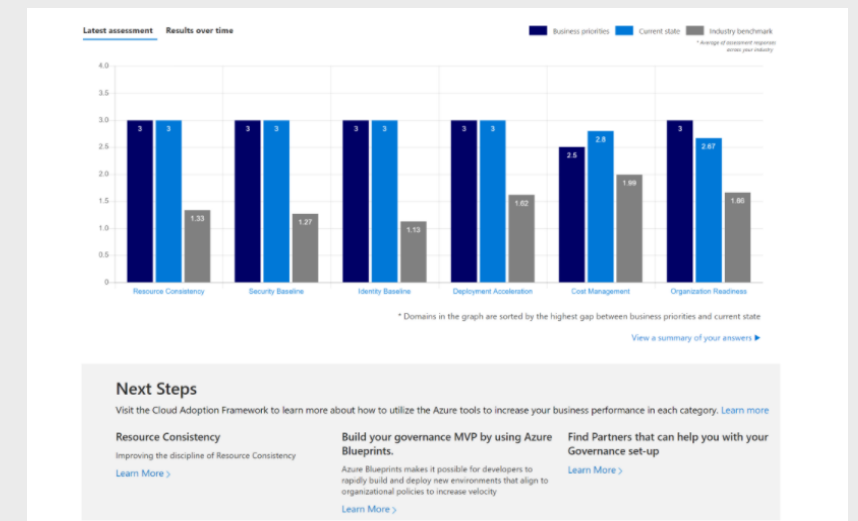 Latest assessment Results over time
Business priorities Current state Industry benchmark
* Average of assessment responses
across your industry
4.0
3.5
3.0
2.5
2.0
1.5
1.0
0.5
0
3 3 1.33
3 3 1.27
3 3 1.13
3 3 1.62
2.5 2.8 1.99
3 2.67 1.66
Resource Consistency Security Baseline Identity Baseline Deployment Acceleration Cost Management Organization Readiness
* Domains in the graph are sorted by the highest gap between business priorities and current state
View a summary of your answers ▶
Next Steps
Visit the Cloud Adoption Framework to learn more about how to utilize the Azure tools to increase your business performance in each category. Learn more
Resource Consistency
Improving the discipline of Resource Consistency
Learn More >
Build your governance MVP by using Azure
Blueprints.
Azure Blueprints makes it possible for developers to
rapidly build and deploy new environments that align to
organizational policies to increase velocity
Learn More >
Find Partners that can help you with your
Governance set-up
Learn More >